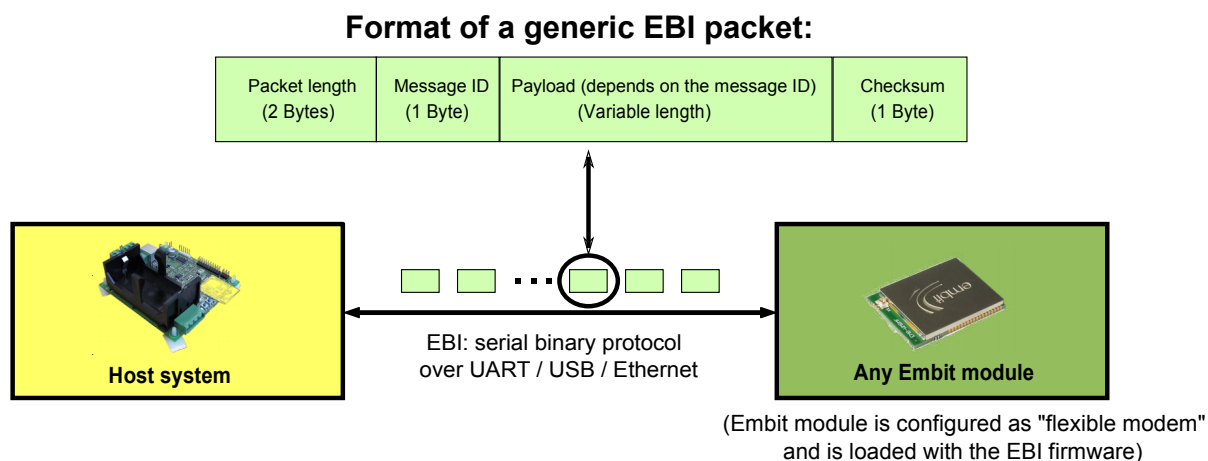 Format of a generic EBI packet:
Packet length
(2 Bytes)
Message ID
(1 Byte)
Payload (depends on the message ID)
(Variable length)
Checksum
(1 Byte)
EBI: serial binary protocol
over UART / USB / Ethernet
Host system
embit
Any Embit module
(Embit module is configured as "flexible modem"
and is loaded with the EBI firmware)